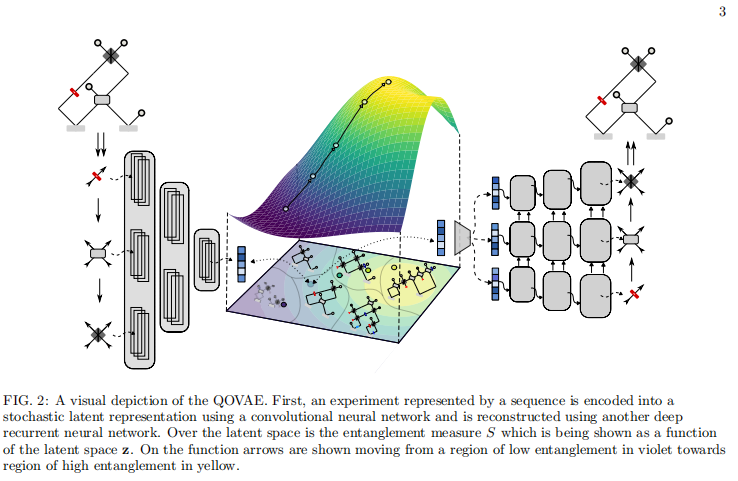 3
FIG. 2: A visual depiction of the QOVAE. First, an experiment represented by a sequence is encoded into a
stochastic latent representation using a convolutional neural network and is reconstructed using another deep
recurrent neural network. Over the latent space is the entanglement measure S which is being shown as a function
of the latent space z. On the function arrows are shown moving from a region of low entanglement in violet towards
region of high entanglement in yellow.